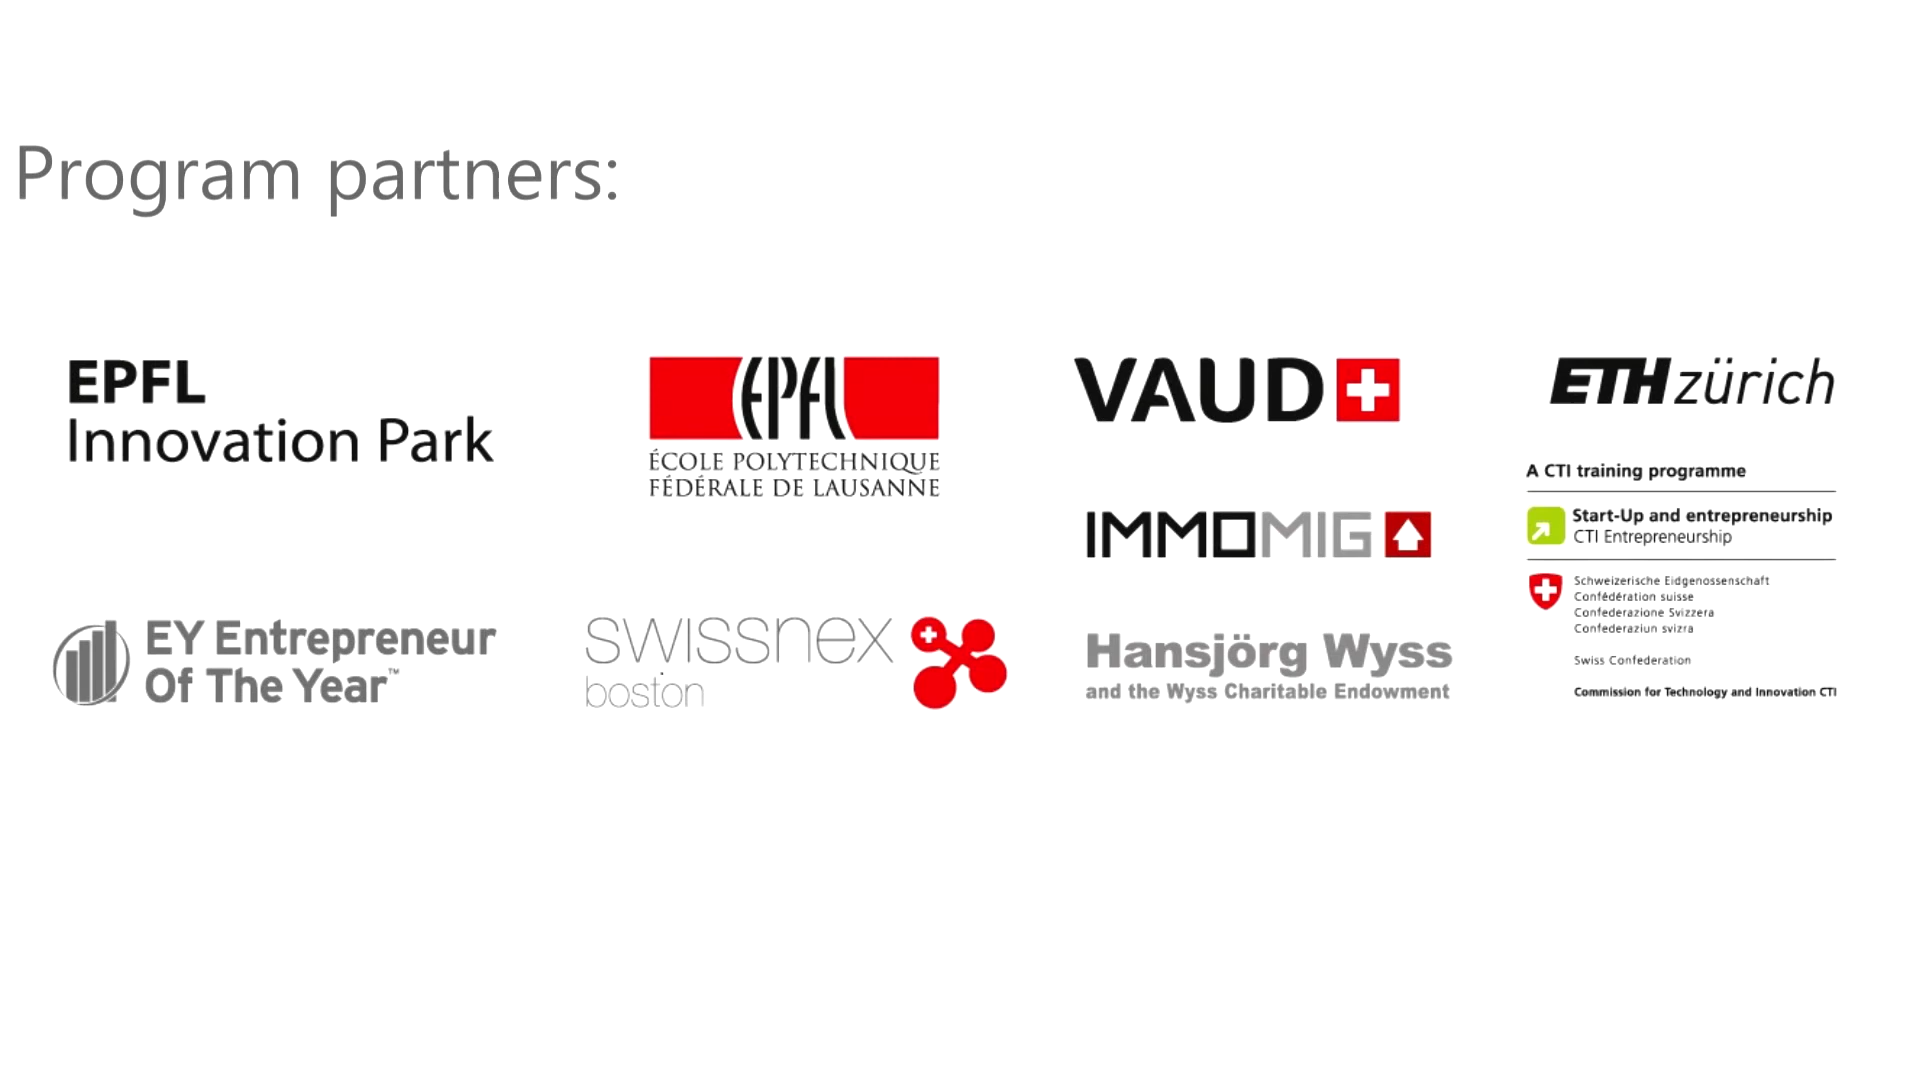 Program partners:
EPFL
Innovation Park
EPFL
ÉCOLE POLYTECHNIQUE
FÉDÉRALE DE LAUSANNE
VAUD
ETH zürich
A CTI training programme
Start-Up and entrepreneurship
CTI Entrepreneurship
IMMOMIG
Schweizerische Eidgenossenschaft
Confédération suisse
Confederazione Svizzera
Confederaziun svizra
Swiss Confederation
Commission for Technology and Innovation CTI
EY Entrepreneur
Of The Year™
swissnex
boston
Hansjörg Wyss
and the Wyss Charitable Endowment